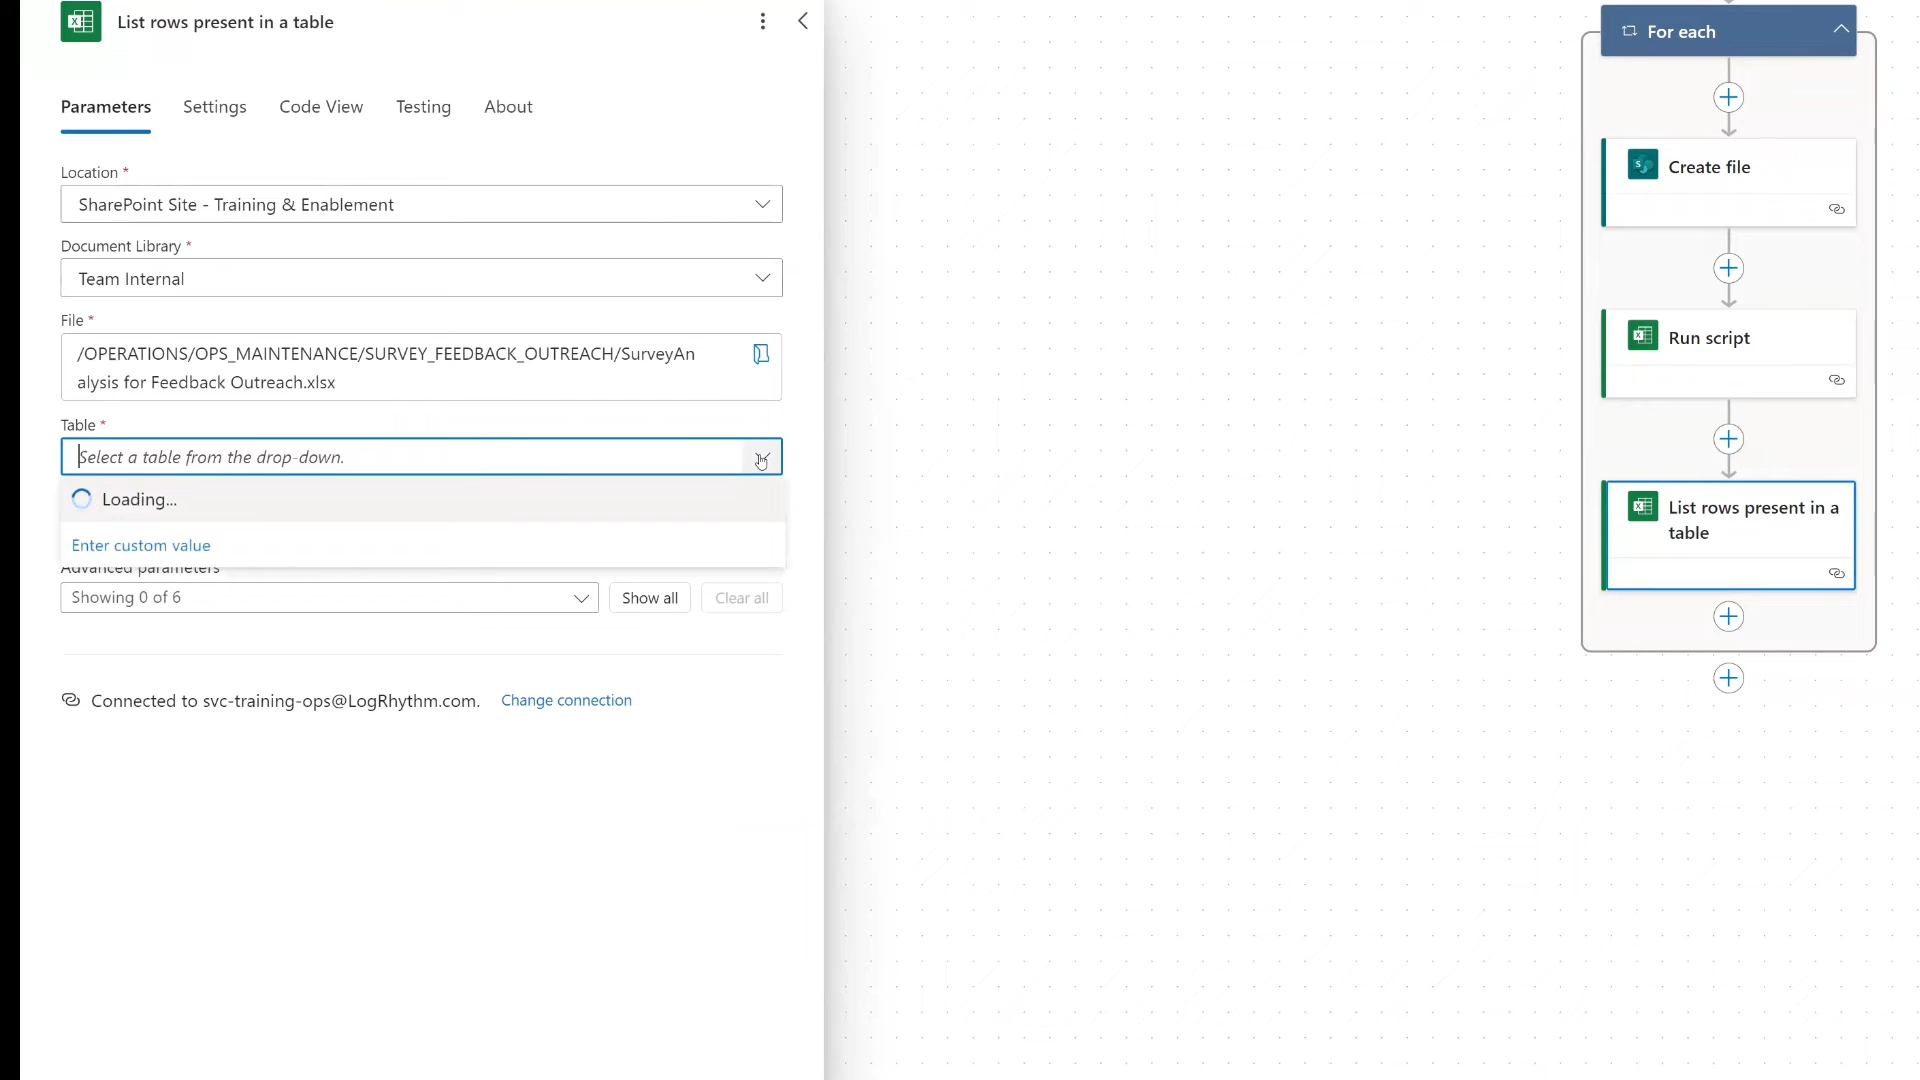 List rows present in a table
Parameters
Settings
Code View
Testing
About
Location *
SharePoint Site - Training & Enablement
Document Library *
Team Internal
File *
/OPERATIONS/OPS_MAINTENANCE/SURVEY_FEEDBACK_OUTREACH/SurveyAn
alysis for Feedback Outreach.xlsx
Table *
Select a table from the drop-down.
Loading...
Enter custom value
Advanced parameters
Showing 0 of 6
Show all
Clear all
Connected to svc-training-ops@LogRhythm.com.
Change connection
For each
Create file
Run script
List rows present in a
table